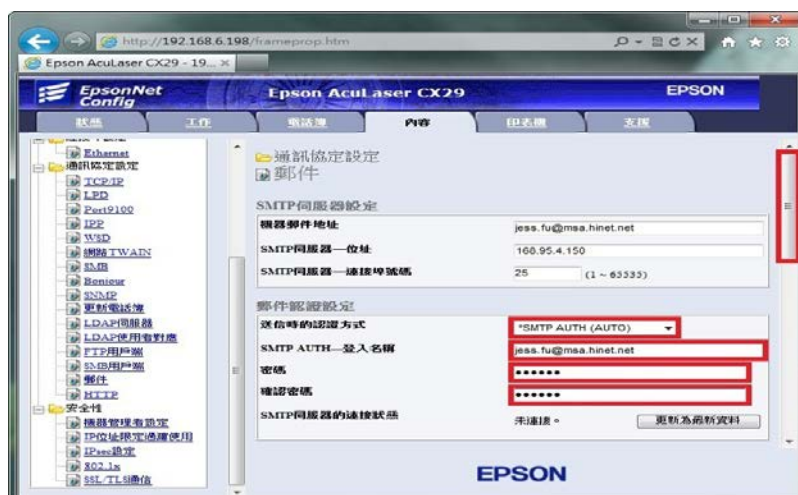 http://192.168.6.198/frameprop.htm
Epson AcuLaser CX29 - 19...
EpsonNet
Config
Epson AcuLaser CX29
EPSON
狀態
工作
電話簿
內容
印表機
支援
Ethernet
通訊協定設定
TCP/IP
LPD
Port9100
IPP
WSD
網路TWAIN
SMB
Bonjour
SNMP
更新電話簿
LDAP伺服器
LDAP使用者對應
FTP用戶端
SMB用戶端
郵件
HTTP
安全性
機器管理者設定
IP位址限定過濾使用
IPsec設定
802.1x
SSL/TLS通信
通訊協定設定
郵件
SMTP伺服器設定
機器郵件地址
jess.fu@msa.hinet.net
SMTP伺服器—位址
168.95.4.150
SMTP伺服器—連接埠號碼
25
(1 ~ 65535)
郵件認證設定
送信時的認證方式
*SMTP AUTH (AUTO)
SMTP AUTH—登入名稱
jess.fu@msa.hinet.net
密碼
••••••
確認密碼
••••••
SMTP伺服器的連接狀態
未連接。
更新為最新資料
EPSON